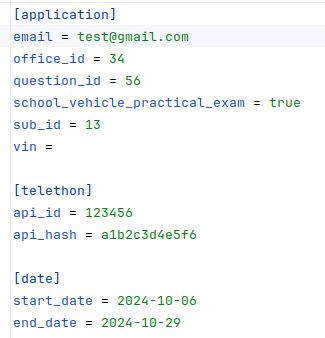 [application]
email = test@gmail.com
office_id = 34
question_id = 56
school_vehicle_practical_exam = true
sub_id = 13
vin =
[telethon]
api_id = 123456
api_hash = a1b2c3d4e5f6
[date]
start_date = 2024-10-06
end_date = 2024-10-29